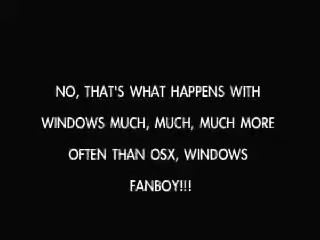 NO, THAT'S WHAT HAPPENS WITH
WINDOWS MUCH, MUCH, MUCH MORE
OFTEN THAN OSX, WINDOWS
FANBOY!!!